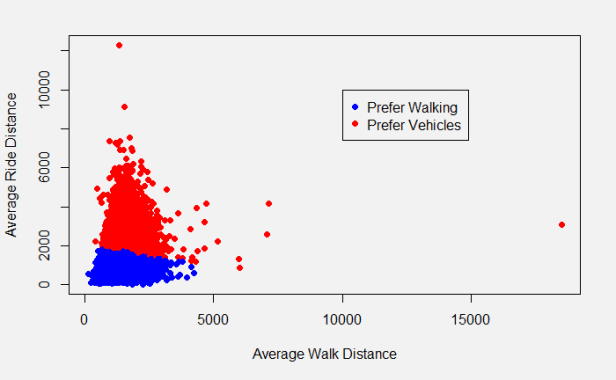 10000
6000
2000
0
Average Ride Distance
Prefer Walking
Prefer Vehicles
0 5000 10000 15000
Average Walk Distance